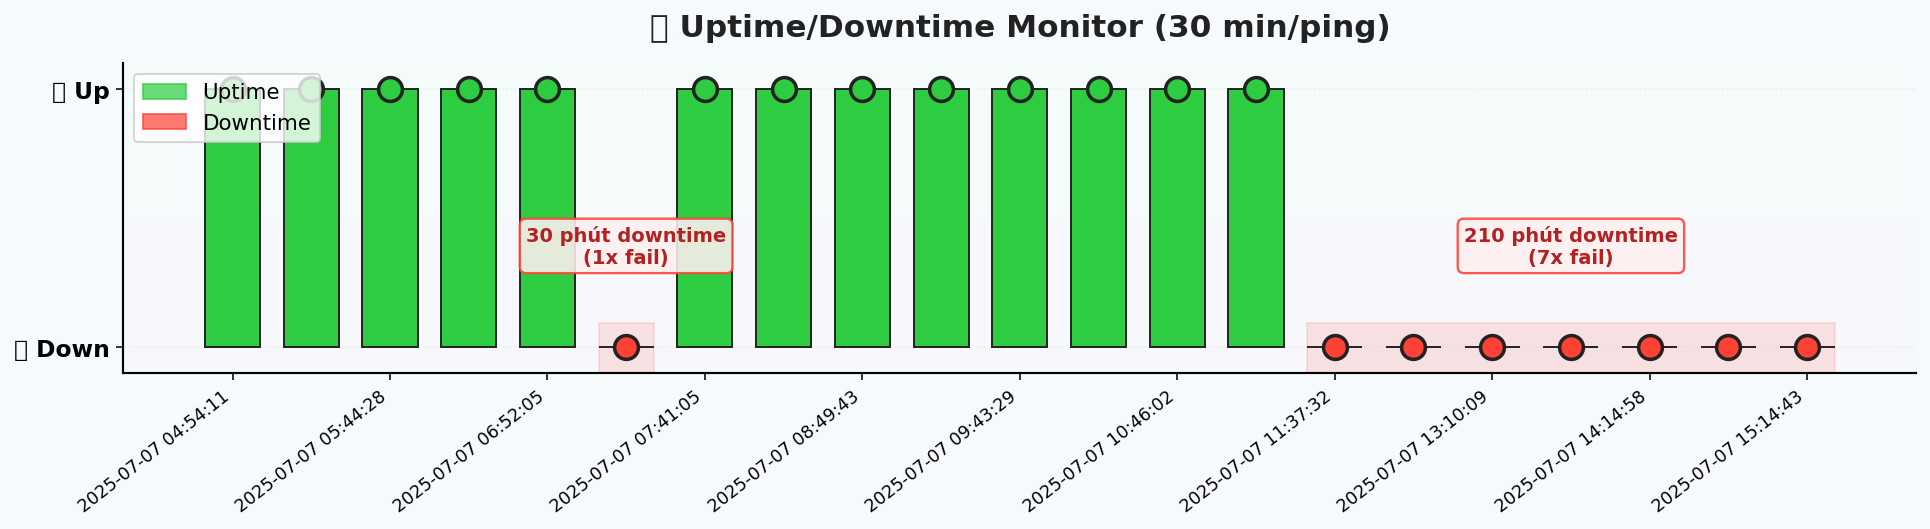 Uptime/Downtime Monitor (30 min/ping)
Up
Uptime
Downtime
30 phút downtime
(1x fail)
210 phút downtime
(7x fail)
Down
2025-07-07 04:54:11
2025-07-07 05:44:28
2025-07-07 06:52:05
2025-07-07 07:41:05
2025-07-07 08:49:43
2025-07-07 09:43:29
2025-07-07 10:46:02
2025-07-07 11:37:32
2025-07-07 13:10:09
2025-07-07 14:14:58
2025-07-07 15:14:43